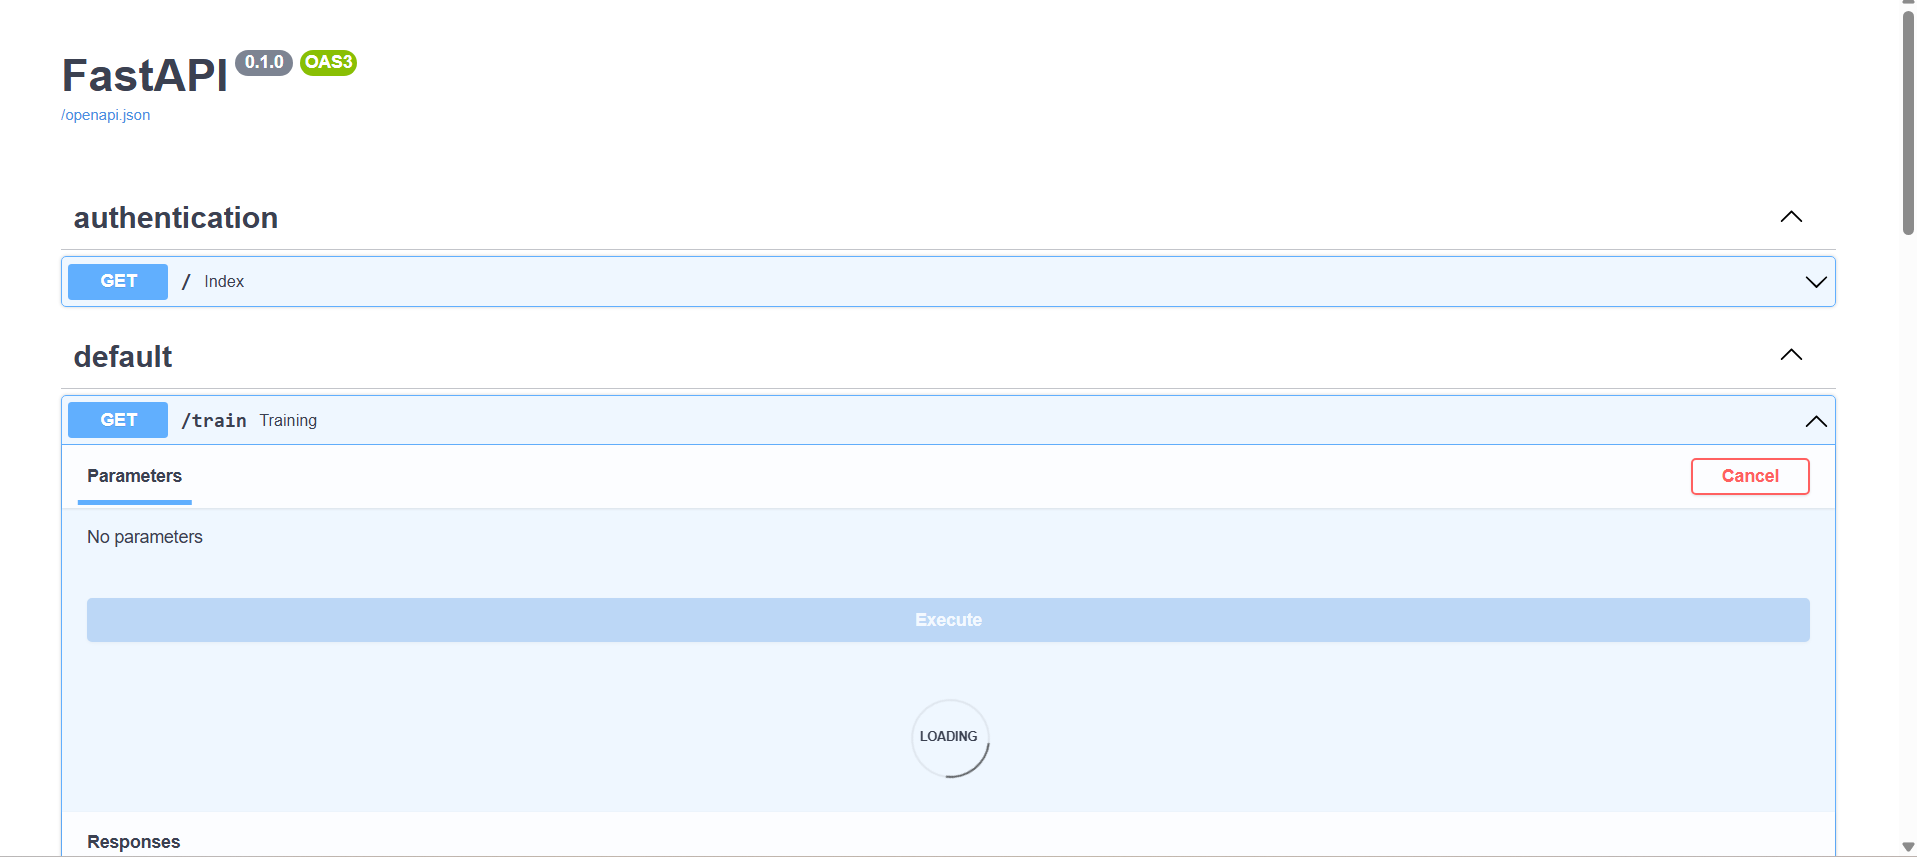 FastAPI 0.1.0 OAS3
/openapi.json
authentication
GET / Index
default
GET /train Training
Parameters
Cancel
No parameters
Execute
LOADING
Responses